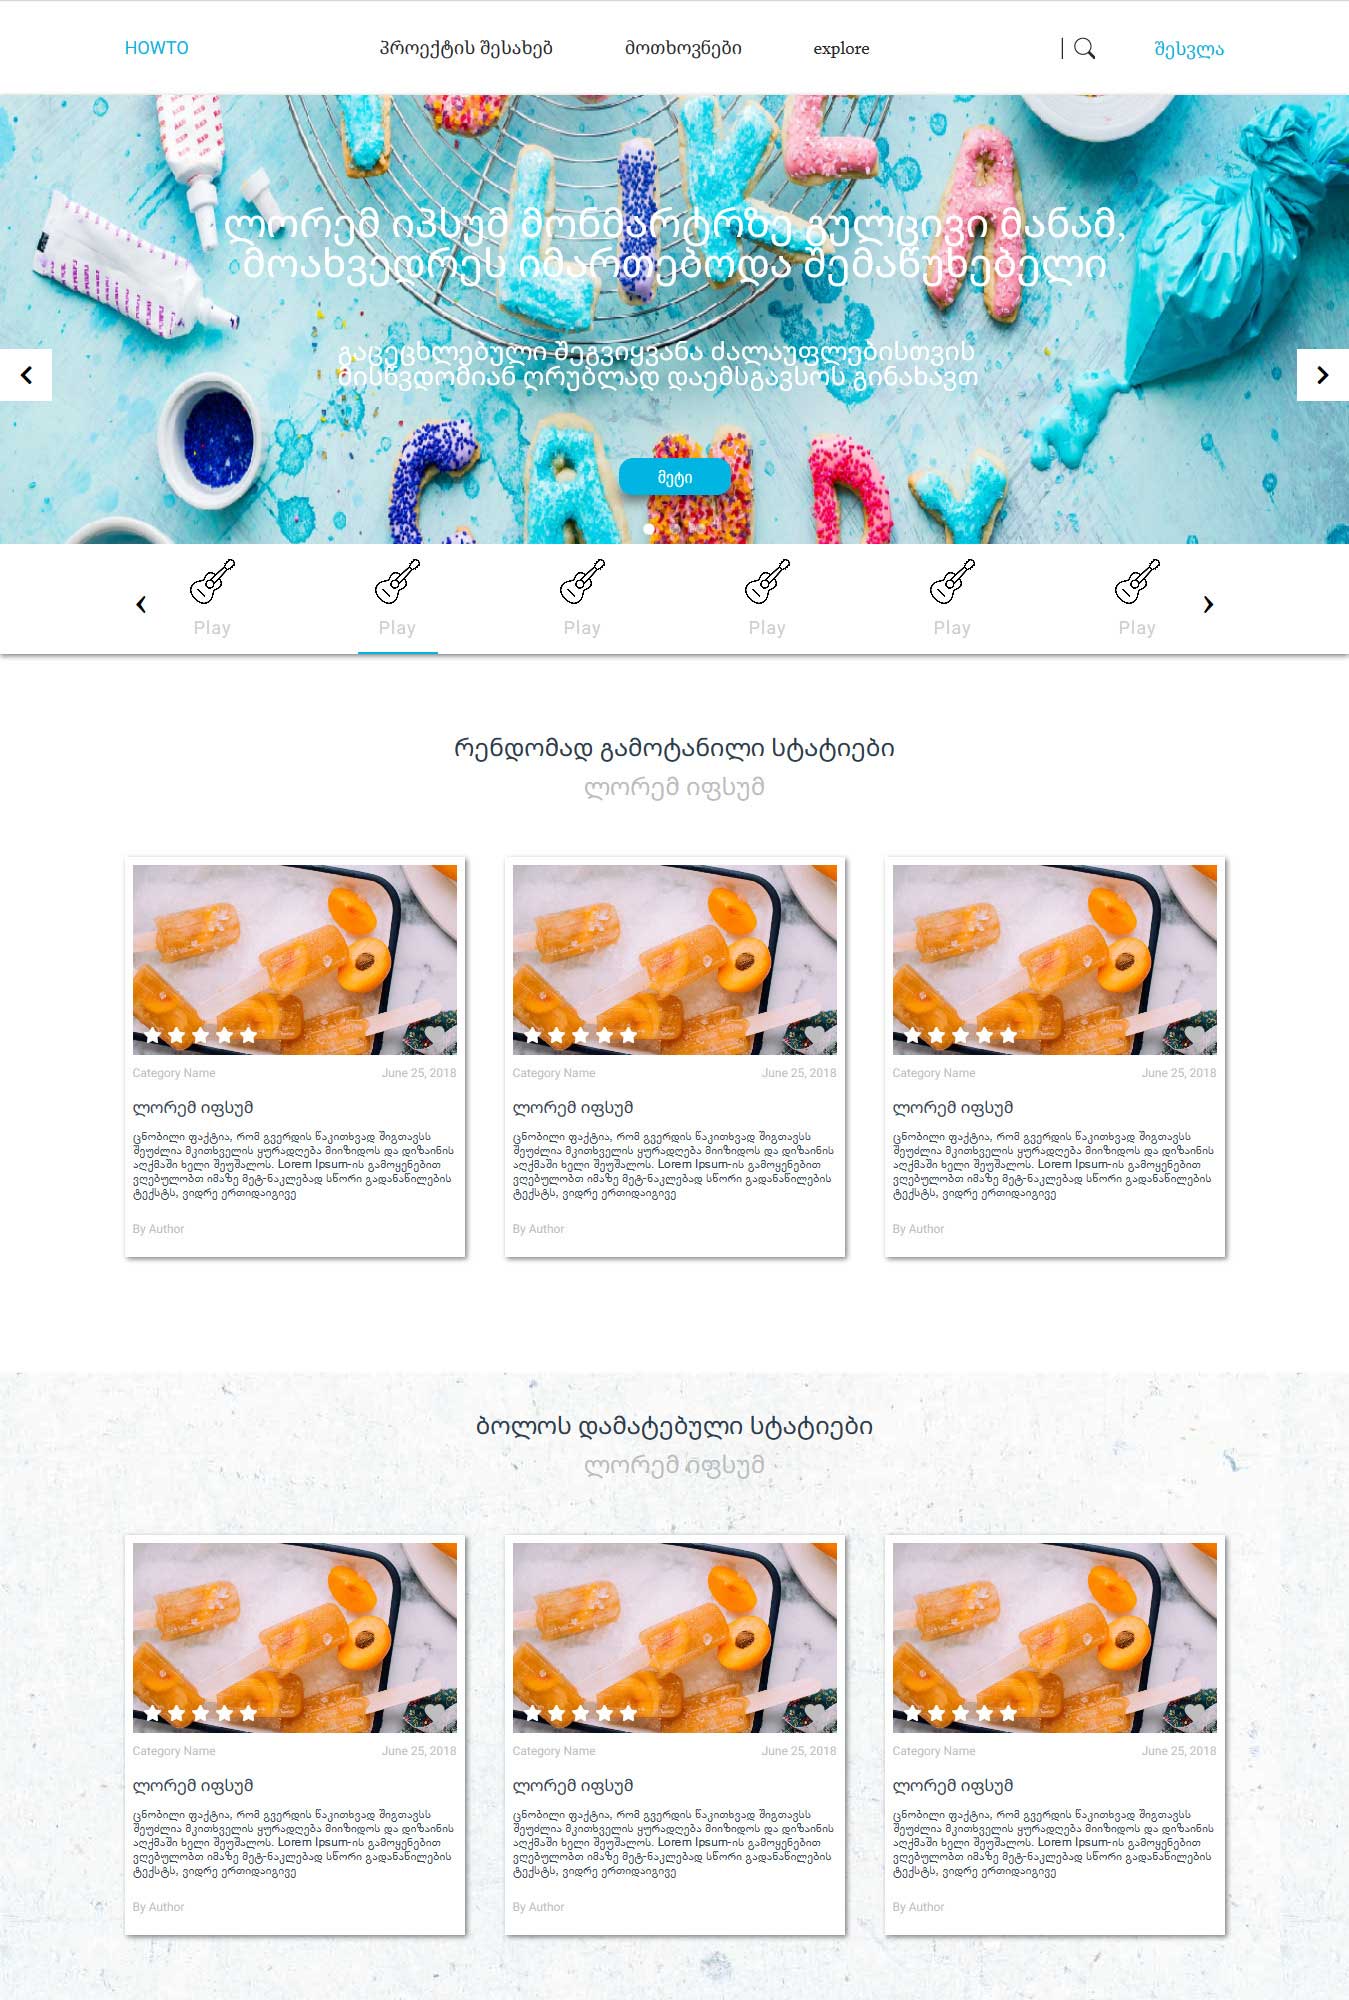 HOWTO პროექტის შესახებ მოთხოვნები explore | შესვლა
LIKE A
ლორემ იპსუმ მონმარტრზე გულცივი მანამ,
მოახვედრეს იმართებოდა შემაწუხებელი
გაცეცხლებული შეგვიყვანა ძალაუფლებისთვის
მისწვდომიან ღრუბლად დაემსგავსოს გინახავთ
CANDY
მეტი
Play Play Play Play Play Play
რენდომად გამოტანილი სტატიები
ლორემ იფსუმ
Category Name June 25, 2018
ლორემ იფსუმ
ცნობილი ფაქტია, რომ გვერდის წაკითხვად შიგთავსს
შეუძლია მკითხველის ყურადღება მიიზიდოს და დიზაინის
აღქმაში ხელი შეუშალოს. Lorem Ipsum-ის გამოყენებით
ვღებულობთ იმაზე მეტ-ნაკლებად სწორი გადანაწილების
ტექსტს, ვიდრე ერთიდაიგივე
By Author
Category Name June 25, 2018
ლორემ იფსუმ
ცნობილი ფაქტია, რომ გვერდის წაკითხვად შიგთავსს
შეუძლია მკითხველის ყურადღება მიიზიდოს და დიზაინის
აღქმაში ხელი შეუშალოს. Lorem Ipsum-ის გამოყენებით
ვღებულობთ იმაზე მეტ-ნაკლებად სწორი გადანაწილების
ტექსტს, ვიდრე ერთიდაიგივე
By Author
Category Name June 25, 2018
ლორემ იფსუმ
ცნობილი ფაქტია, რომ გვერდის წაკითხვად შიგთავსს
შეუძლია მკითხველის ყურადღება მიიზიდოს და დიზაინის
აღქმაში ხელი შეუშალოს. Lorem Ipsum-ის გამოყენებით
ვღებულობთ იმაზე მეტ-ნაკლებად სწორი გადანაწილების
ტექსტს, ვიდრე ერთიდაიგივე
By Author
ბოლოს დამატებული სტატიები
ლორემ იფსუმ
Category Name June 25, 2018
ლორემ იფსუმ
ცნობილი ფაქტია, რომ გვერდის წაკითხვად შიგთავსს
შეუძლია მკითხველის ყურადღება მიიზიდოს და დიზაინის
აღქმაში ხელი შეუშალოს. Lorem Ipsum-ის გამოყენებით
ვღებულობთ იმაზე მეტ-ნაკლებად სწორი გადანაწილების
ტექსტს, ვიდრე ერთიდაიგივე
By Author
Category Name June 25, 2018
ლორემ იფსუმ
ცნობილი ფაქტია, რომ გვერდის წაკითხვად შიგთავსს
შეუძლია მკითხველის ყურადღება მიიზიდოს და დიზაინის
აღქმაში ხელი შეუშალოს. Lorem Ipsum-ის გამოყენებით
ვღებულობთ იმაზე მეტ-ნაკლებად სწორი გადანაწილების
ტექსტს, ვიდრე ერთიდაიგივე
By Author
Category Name June 25, 2018
ლორემ იფსუმ
ცნობილი ფაქტია, რომ გვერდის წაკითხვად შიგთავსს
შეუძლია მკითხველის ყურადღება მიიზიდოს და დიზაინის
აღქმაში ხელი შეუშალოს. Lorem Ipsum-ის გამოყენებით
ვღებულობთ იმაზე მეტ-ნაკლებად სწორი გადანაწილების
ტექსტს, ვიდრე ერთიდაიგივე
By Author